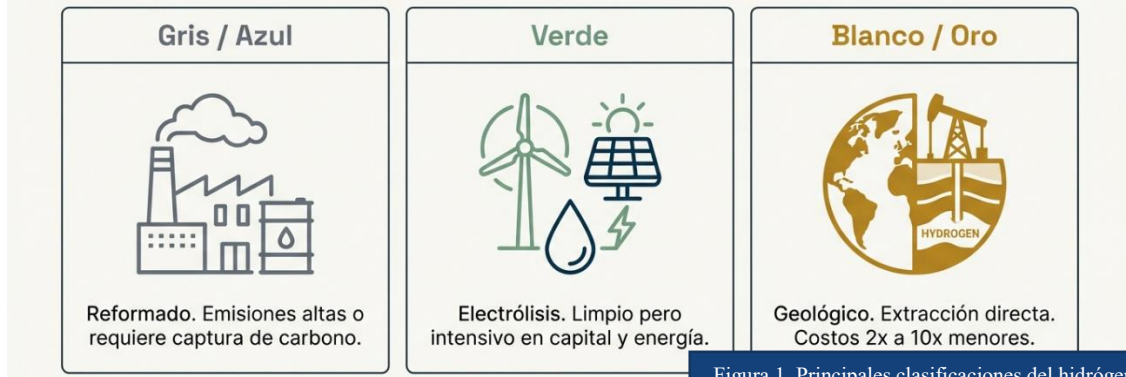 Gris / Azul
Reformado. Emisiones altas o
requiere captura de carbono.
Verde
Electrólisis. Limpio pero
intensivo en capital y energía.
Blanco / Oro
HYDROGEN
Geológico. Extracción directa.
Costos 2x a 10x menores.
Figura 1. Principales clasificaciones del